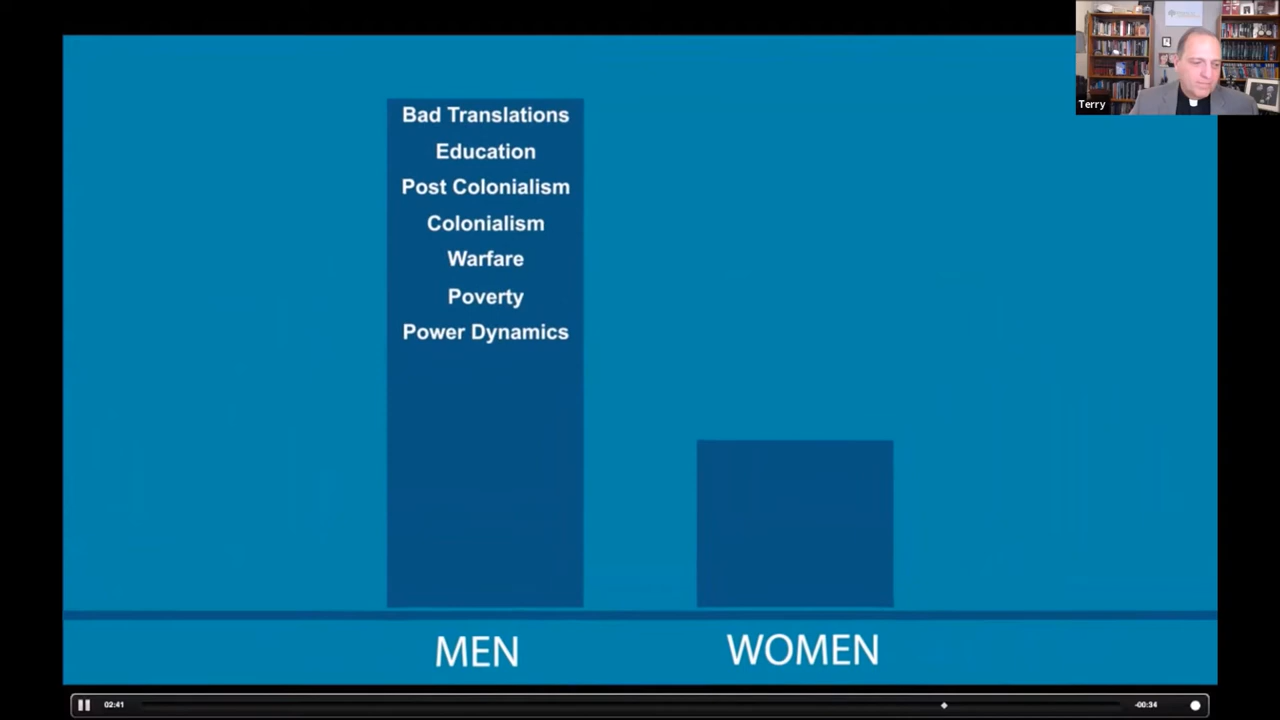 Terry
Bad Translations
Education
Post Colonialism
Colonialism
Warfare
Poverty
Power Dynamics
MEN
WOMEN
02:41
-00:34